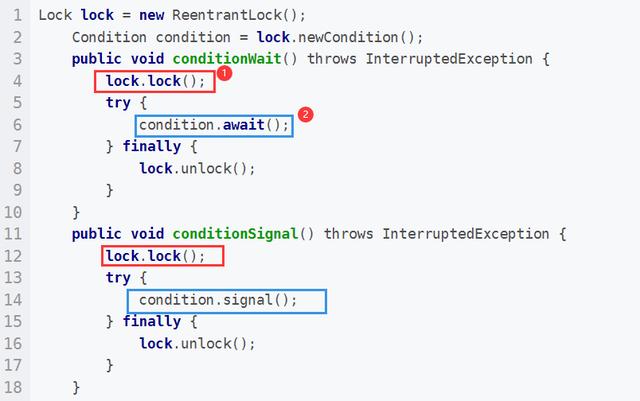 1 Lock lock = new ReentrantLock();
2 Condition condition = lock.newCondition();
3 public void conditionWait() throws InterruptedException {
4 lock.lock(); 1
5 try {
6 condition.await(); 2
7 } finally {
8 lock.unlock();
9 }
10 }
11 public void conditionSignal() throws InterruptedException {
12 lock.lock();
13 try {
14 condition.signal();
15 } finally {
16 lock.unlock();
17 }
18 }